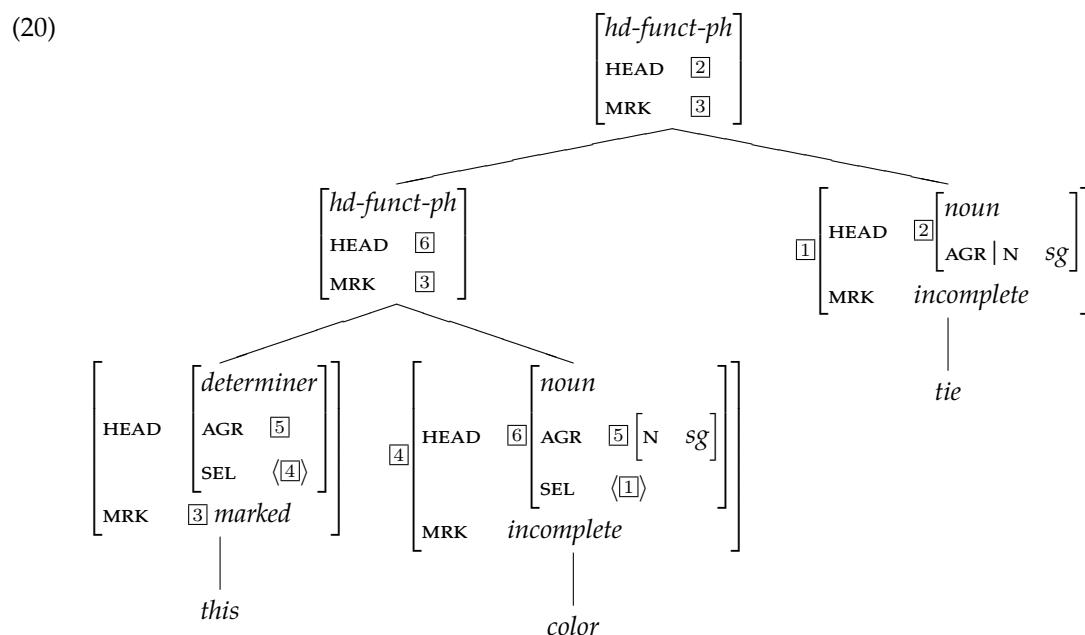 (20)
hd-funct-ph
HEAD 2
MRK 3
hd-funct-ph
HEAD 6
MRK 3
1 HEAD 2 noun
AGR | N sg
MRK incomplete
tie
HEAD determiner
AGR 5
SEL ⟨4⟩
MRK 3 marked
this
4 HEAD 6 noun
AGR 5 [N sg]
SEL ⟨1⟩
MRK incomplete
color